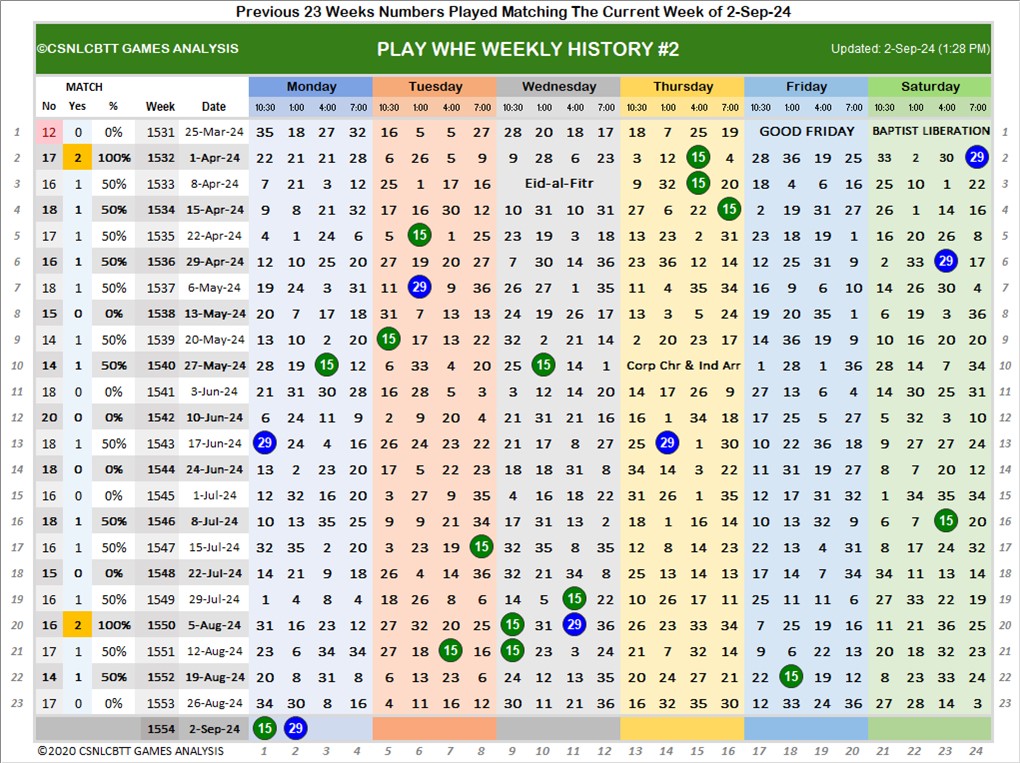 Previous 23 Weeks Numbers Played Matching The Current Week of 2-Sep-24
©CSNLCBTT GAMES ANALYSIS PLAY WHE WEEKLY HISTORY #2 Updated: 2-Sep-24 (1:28 PM)
MATCH Monday Tuesday Wednesday Thursday Friday Saturday
No Yes % Week Date 10:30 1:00 4:00 7:00 10:30 1:00 4:00 7:00 10:30 1:00 4:00 7:00 10:30 1:00 4:00 7:00 10:30 1:00 4:00 7:00 10:30 1:00 4:00 7:00
1 12 0 0% 1531 25-Mar-24 35 18 27 32 16 5 5 27 28 20 18 17 18 7 25 19 GOOD FRIDAY BAPTIST LIBERATION 1
2 17 2 100% 1532 1-Apr-24 22 21 21 28 6 26 5 9 9 28 6 23 3 12 15 4 28 36 19 25 33 2 30 29 2
3 16 1 50% 1533 8-Apr-24 7 21 3 12 25 1 17 16 Eid-al-Fitr 9 32 15 20 18 4 6 16 25 10 1 22 3
4 18 1 50% 1534 15-Apr-24 9 8 21 32 17 16 30 12 10 31 10 31 27 6 22 15 2 19 31 27 26 1 14 16 4
5 17 1 50% 1535 22-Apr-24 4 1 24 6 5 15 1 25 23 19 3 18 13 23 2 31 23 18 19 1 16 20 26 8 5
6 16 1 50% 1536 29-Apr-24 12 10 25 20 27 19 20 27 7 30 14 36 23 36 12 14 12 25 31 9 2 33 29 17 6
7 18 1 50% 1537 6-May-24 19 24 3 31 11 29 9 36 26 27 1 35 11 4 35 34 16 9 6 10 14 26 30 4 7
8 15 0 0% 1538 13-May-24 20 7 17 18 31 7 13 13 24 19 26 17 13 3 5 24 19 20 35 1 6 19 3 36 8
9 14 1 50% 1539 20-May-24 13 10 2 20 15 17 13 22 32 2 21 14 2 20 23 17 14 36 19 9 10 16 20 20 9
10 14 1 50% 1540 27-May-24 28 19 15 12 6 33 4 20 25 15 14 1 Corp Chr & Ind Arr 1 28 1 36 28 14 7 34 10
11 18 0 0% 1541 3-Jun-24 21 31 30 28 16 28 5 3 3 12 14 20 14 17 26 9 27 13 6 4 14 30 25 31 11
12 20 0 0% 1542 10-Jun-24 6 24 11 9 2 9 20 4 21 31 21 16 16 1 34 18 17 25 5 27 5 32 3 10 12
13 18 1 50% 1543 17-Jun-24 29 24 4 16 26 24 23 22 21 17 8 27 25 29 1 30 10 22 36 18 9 27 27 24 13
14 18 0 0% 1544 24-Jun-24 13 2 23 20 17 5 22 23 18 18 31 8 34 14 3 22 11 31 19 27 8 7 20 12 14
15 16 0 0% 1545 1-Jul-24 12 32 16 20 3 27 9 35 4 16 18 22 31 26 1 35 12 17 31 32 1 34 35 34 15
16 18 1 50% 1546 8-Jul-24 10 13 35 25 9 9 21 34 17 31 13 2 18 1 16 14 10 13 32 9 6 7 15 20 16
17 16 1 50% 1547 15-Jul-24 32 35 2 20 3 23 19 15 32 35 8 35 12 8 14 23 22 13 4 31 8 17 24 32 17
18 15 0 0% 1548 22-Jul-24 14 21 9 18 26 4 14 36 32 21 34 8 25 13 14 13 17 14 7 34 34 11 13 14 18
19 16 1 50% 1549 29-Jul-24 1 4 8 4 18 26 8 6 14 5 15 22 10 26 17 11 25 11 11 6 27 33 22 19 19
20 16 2 100% 1550 5-Aug-24 31 16 23 12 27 32 20 25 15 31 29 36 26 23 33 34 7 25 19 16 11 21 36 25 20
21 17 1 50% 1551 12-Aug-24 23 6 34 34 27 18 15 16 15 23 3 24 21 7 32 14 9 6 22 13 20 18 32 23 21
22 14 1 50% 1552 19-Aug-24 20 8 31 8 6 13 23 6 24 12 13 35 20 24 27 21 22 15 19 12 8 23 33 24 22
23 17 0 0% 1553 26-Aug-24 34 30 8 16 4 11 16 12 30 11 21 36 16 32 35 30 12 33 24 36 27 28 14 3 23
1554 2-Sep-24 15 29
©2020 CSNLCBTT GAMES ANALYSIS 1 2 3 4 5 6 7 8 9 10 11 12 13 14 15 16 17 18 19 20 21 22 23 24